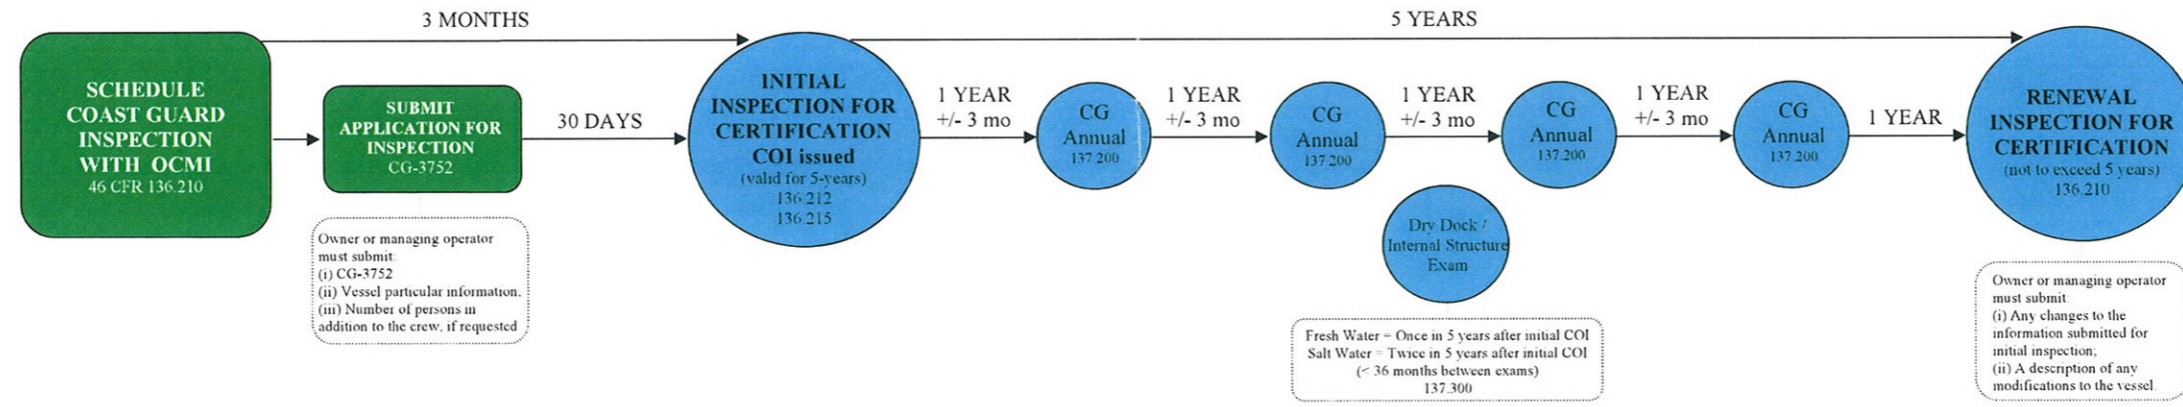 3 MONTHS
5 YEARS
SCHEDULE
COAST GUARD
INSPECTION
WITH OCMI
46 CFR 136.210
SUBMIT
APPLICATION FOR
INSPECTION
CG-3752
30 DAYS
INITIAL
INSPECTION FOR
CERTIFICATION
COI issued
(valid for 5-years)
136.212
136.215
1 YEAR
+/- 3 mo
CG
Annual
137.200
1 YEAR
+/- 3 mo
CG
Annual
137.200
1 YEAR
+/- 3 mo
CG
Annual
137.200
1 YEAR
+/- 3 mo
CG
Annual
137.200
1 YEAR
RENEWAL
INSPECTION FOR
CERTIFICATION
(not to exceed 5 years)
136.210
Owner or managing operator
must submit:
(i) CG-3752
(ii) Vessel particular information,
(iii) Number of persons in
addition to the crew, if requested
Dry Dock /
Internal Structure
Exam
Fresh Water = Once in 5 years after initial COI
Salt Water = Twice in 5 years after initial COI
(< 36 months between exams)
137.300
Owner or managing operator
must submit:
(i) Any changes to the
information submitted for
initial inspection;
(ii) A description of any
modifications to the vessel.